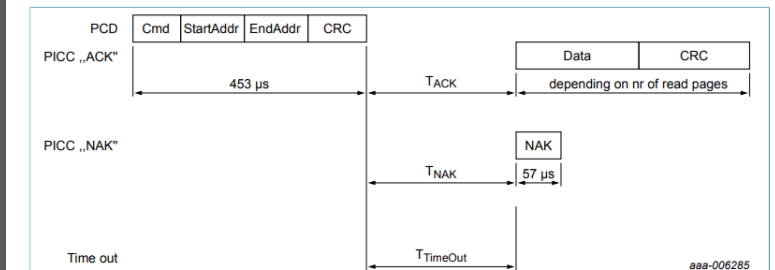 PCD Cmd StartAddr EndAddr CRC
PICC „ACK" Data CRC
453 µs TACK depending on nr of read pages
PICC „NAK" NAK
TNAK 57 µs
Time out TTimeOut
aaa-006285